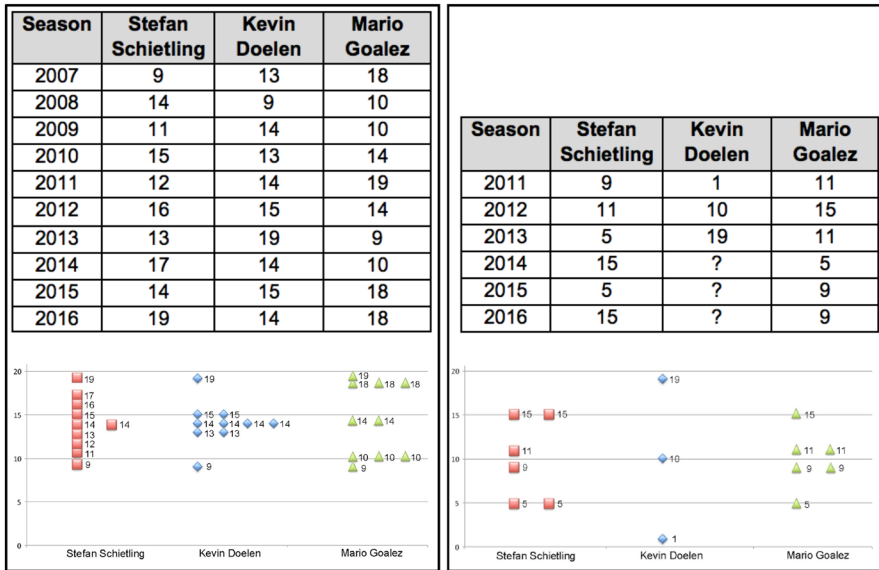 Season Stefan Schietling Kevin Doelen Mario Goalez
2007 9 13 18
2008 14 9 10
2009 11 14 10
2010 15 13 14
2011 12 14 19
2012 16 15 14
2013 13 19 9
2014 17 14 10
2015 14 15 18
2016 19 14 18
20
15
10
5
0
19
17
16
15
14 14
13
12
11
9
19
15 15
14 14 14 14
13 13
9
19
18 18 18
14 14
10 10 10
9
Stefan Schietling Kevin Doelen Mario Goalez
Season Stefan Schietling Kevin Doelen Mario Goalez
2011 9 1 11
2012 11 10 15
2013 5 19 11
2014 15 ? 5
2015 5 ? 9
2016 15 ? 9
20
15
10
5
0
15 15
11
9
5 5
19
10
1
15
11 11
9 9
5
Stefan Schietling Kevin Doelen Mario Goalez